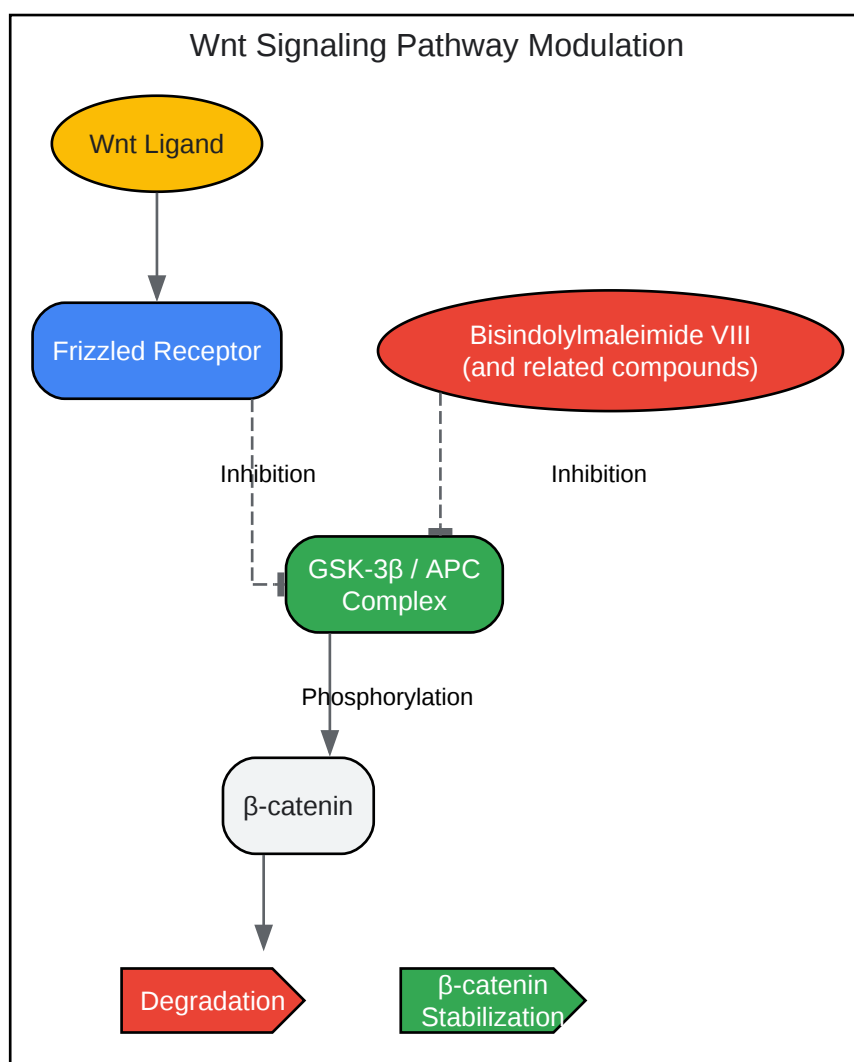 Wnt Signaling Pathway Modulation
Wnt Ligand
Frizzled Receptor
Bisindolylmaleimide VIII
(and related compounds)
Inhibition
Inhibition
GSK-3β / APC
Complex
Phosphorylation
β-catenin
Degradation
β-catenin
Stabilization